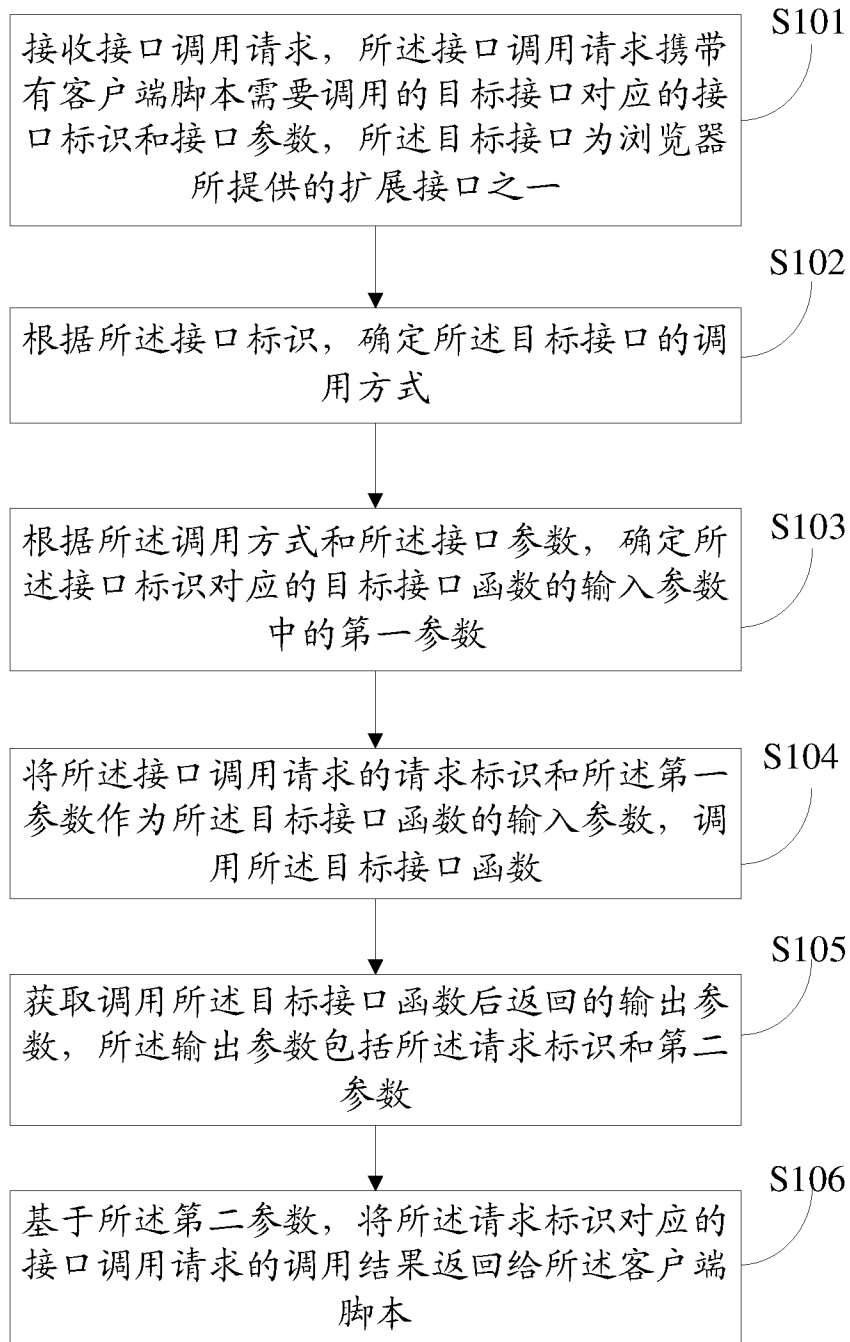 S101
接收接口调用请求，所述接口调用请求携带
有客户端脚本需要调用的目标接口对应的接
口标识和接口参数，所述目标接口为浏览器
所提供的扩展接口之一
S102
根据所述接口标识，确定所述目标接口的调
用方式
S103
根据所述调用方式和所述接口参数，确定所
述接口标识对应的目标接口函数的输入参数
中的第一参数
S104
将所述接口调用请求的请求标识和所述第一
参数作为所述目标接口函数的输入参数，调
用所述目标接口函数
S105
获取调用所述目标接口函数后返回的输出参
数，所述输出参数包括所述请求标识和第二
参数
S106
基于所述第二参数，将所述请求标识对应的
接口调用请求的调用结果返回给所述客户端
脚本